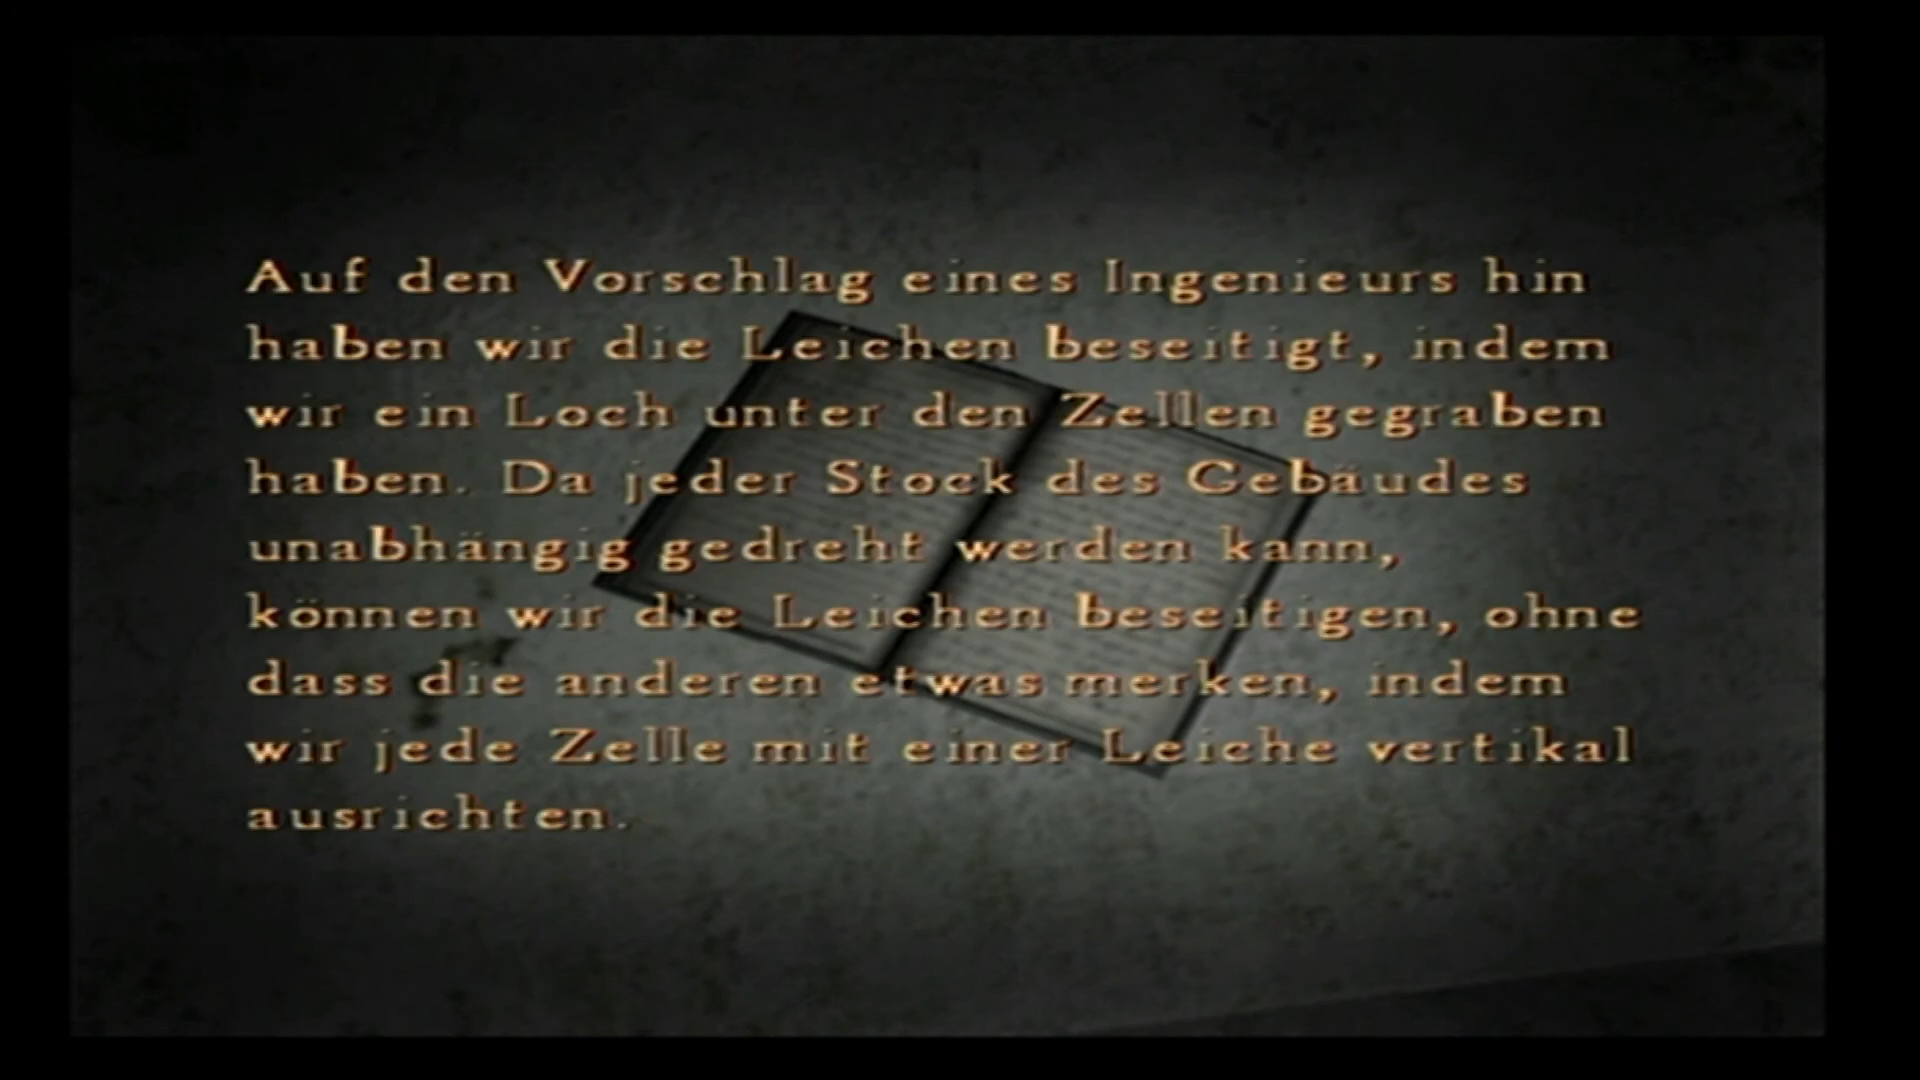 Auf den Vorschlag eines Ingenieurs hin
haben wir die Leichen beseitigt, indem
wir ein Loch unter den Zellen gegraben
haben. Da jeder Stock des Gebäudes
unabhängig gedreht werden kann,
können wir die Leichen beseitigen, ohne
dass die anderen etwas merken, indem
wir jede Zelle mit einer Leiche vertikal
ausrichten.